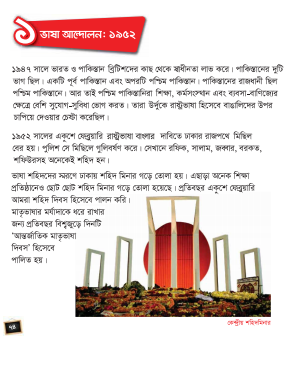 ১
ভাষা আন্দোলন: ১৯৫২
১৯৪৭ সালে ভারত ও পাকিস্তান ব্রিটিশদের কাছ থেকে স্বাধীনতা লাভ করে। পাকিস্তানের দুটি
ভাগ ছিল। একটি পূর্ব পাকিস্তান এবং অপরটি পশ্চিম পাকিস্তান। পাকিস্তানের রাজধানী ছিল
পশ্চিম পাকিস্তানে। আর তাই পশ্চিম পাকিস্তানিরা শিক্ষা, কর্মসংস্থান এবং ব্যবসা-বাণিজ্যের
ক্ষেত্রে বেশি সুযোগ-সুবিধা ভোগ করত। তারা উর্দুকে রাষ্ট্রভাষা হিসেবে বাঙালিদের উপর
চাপিয়ে দেওয়ার চেষ্টা করেছিল।
১৯৫২ সালের একুশে ফেব্রুয়ারি রাষ্ট্রভাষা বাংলার দাবিতে ঢাকার রাজপথে মিছিল
বের হয়। পুলিশ সে মিছিলে গুলিবর্ষণ করে। সেখানে রফিক, সালাম, জব্বার, বরকত,
শফিউরসহ অনেকেই শহিদ হন।
ভাষা শহিদদের স্মরণে ঢাকায় শহিদ মিনার গড়ে তোলা হয়। এছাড়া অনেক শিক্ষা
প্রতিষ্ঠানেও ছোট ছোট শহিদ মিনার গড়ে তোলা হয়েছে। প্রতিবছর একুশে ফেব্রুয়ারি
আমরা শহিদ দিবস হিসেবে পালন করি।
মাতৃভাষার মর্যাদাকে ধরে রাখার
জন্য প্রতিবছর বিশ্বজুড়ে দিনটি
‘আন্তর্জাতিক মাতৃভাষা
দিবস’ হিসেবে
পালিত হয়।
কেন্দ্রীয় শহিদমিনার
৭৪